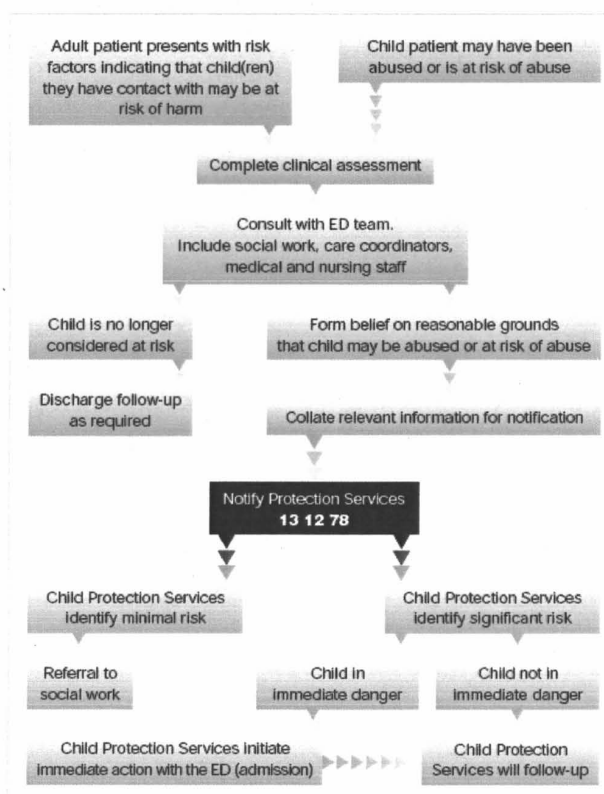 Adult patient presents with risk
factors indicating that child(ren)
they have contact with may be at
risk of harm
Child patient may have been
abused or is at risk of abuse
Complete clinical assessment
Consult with ED team.
Include social work, care coordinators,
medical and nursing staff
Child is no longer
considered at risk
Form belief on reasonable grounds
that child may be abused or at risk of abuse
Discharge follow-up
as required
Collate relevant information for notification
Notify Protection Services
13 12 78
Child Protection Services
identify minimal risk
Child Protection Services
identify significant risk
Referral to
social work
Child in
immediate danger
Child not in
immediate danger
Child Protection Services initiate
immediate action with the ED (admission)
Child Protection
Services will follow-up